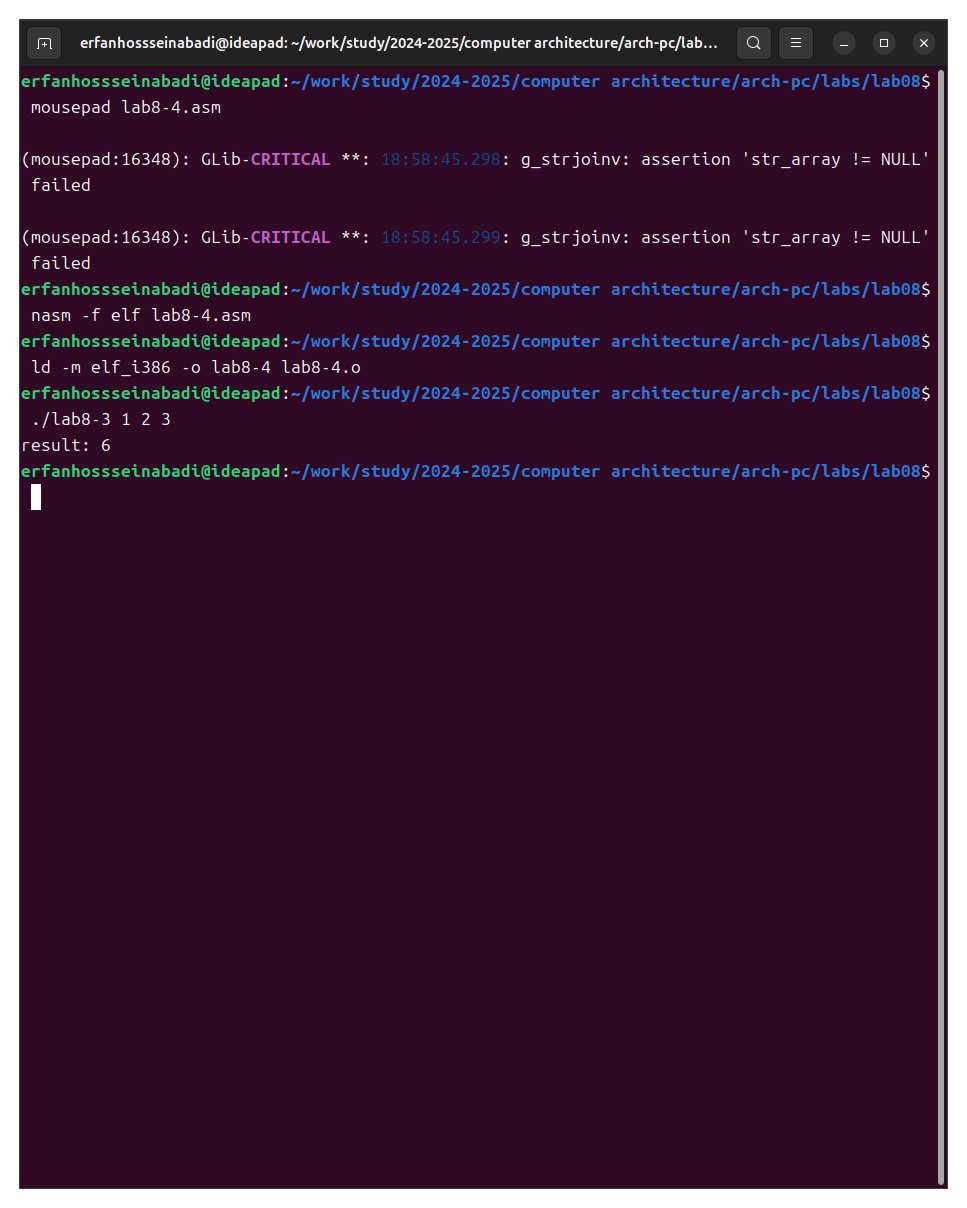 erfanhossseinabadi@ideapad: ~/work/study/2024-2025/computer architecture/arch-pc/lab...
erfanhossseinabadi@ideapad:~/work/study/2024-2025/computer architecture/arch-pc/labs/lab08$
mousepad lab8-4.asm
(mousepad:16348): GLib-CRITICAL **: 18:58:45.298: g_strjoinv: assertion 'str_array != NULL'
failed
(mousepad:16348): GLib-CRITICAL **: 18:58:45.299: g_strjoinv: assertion 'str_array != NULL'
failed
erfanhossseinabadi@ideapad:~/work/study/2024-2025/computer architecture/arch-pc/labs/lab08$
nasm -f elf lab8-4.asm
erfanhossseinabadi@ideapad:~/work/study/2024-2025/computer architecture/arch-pc/labs/lab08$
ld -m elf_i386 -o lab8-4 lab8-4.o
erfanhossseinabadi@ideapad:~/work/study/2024-2025/computer architecture/arch-pc/labs/lab08$
./lab8-3 1 2 3
result: 6
erfanhossseinabadi@ideapad:~/work/study/2024-2025/computer architecture/arch-pc/labs/lab08$